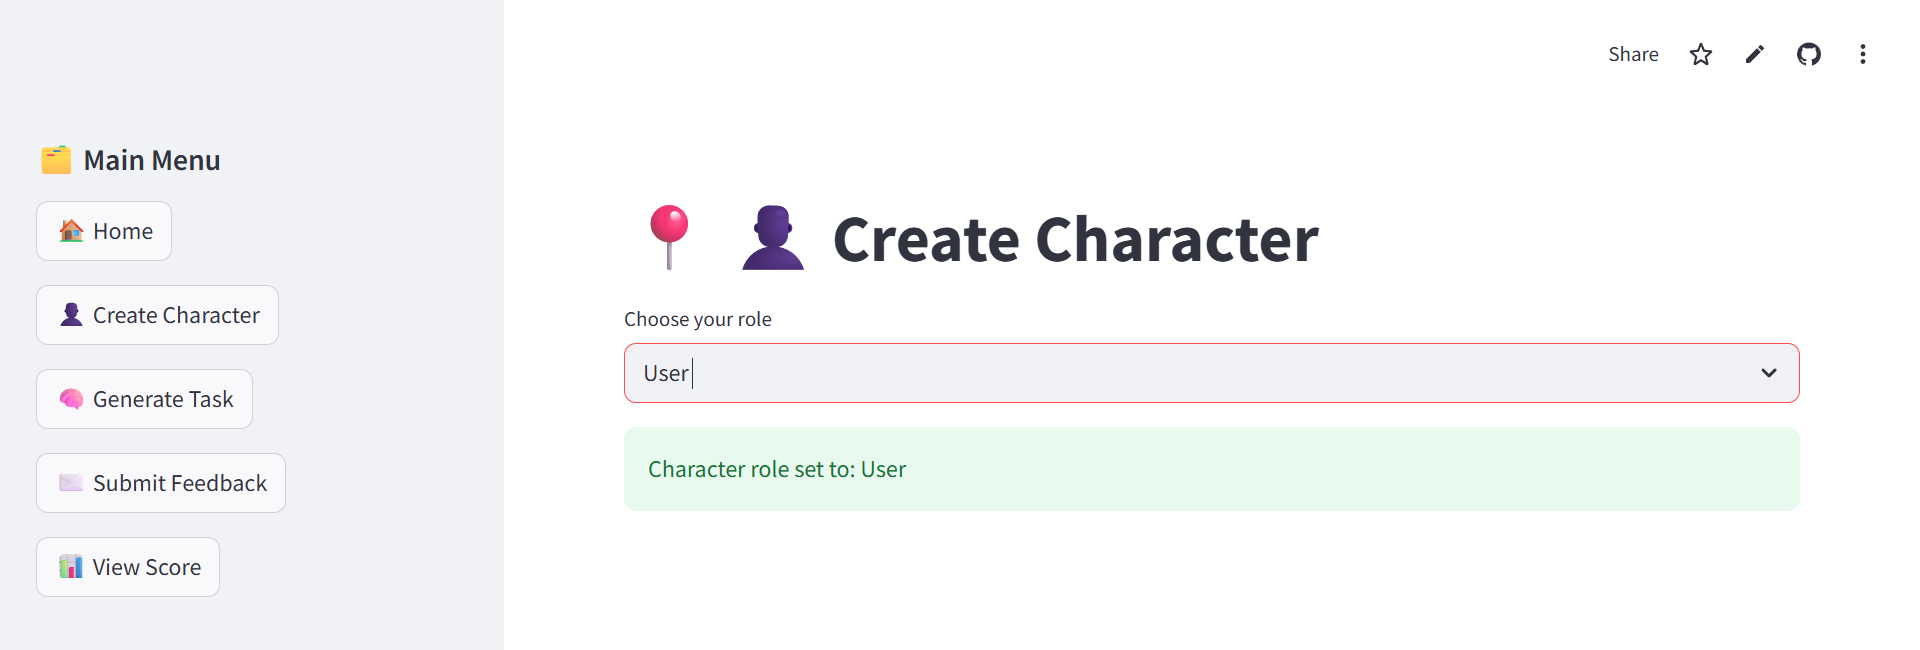 Share
Main Menu
Home
Create Character
Generate Task
Submit Feedback
View Score
Create Character
Choose your role
User
Character role set to: User